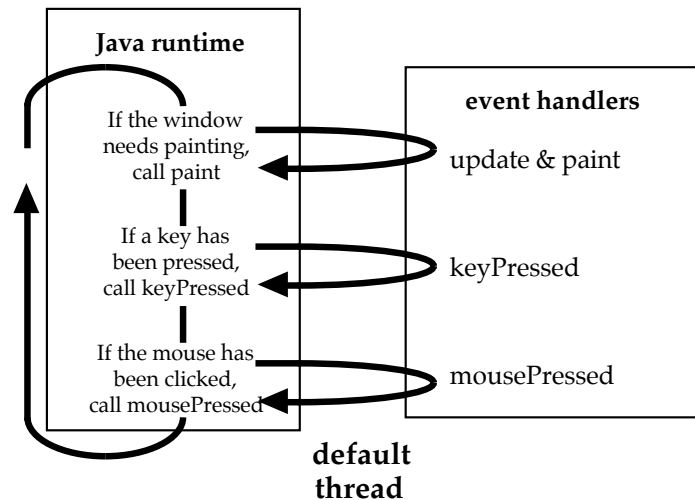 Java runtime
If the window
needs painting,
call paint
If a key has
been pressed,
call keyPressed
If the mouse has
been clicked,
call mousePressed
event handlers
update & paint
keyPressed
mousePressed
default
thread